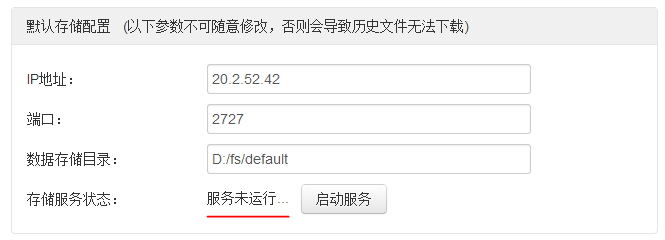 默认存储配置 (以下参数不可随意修改，否则会导致历史文件无法下载)
IP地址： 20.2.52.42
端口： 2727
数据存储目录： D:/fs/default
存储服务状态： 服务未运行... 启动服务